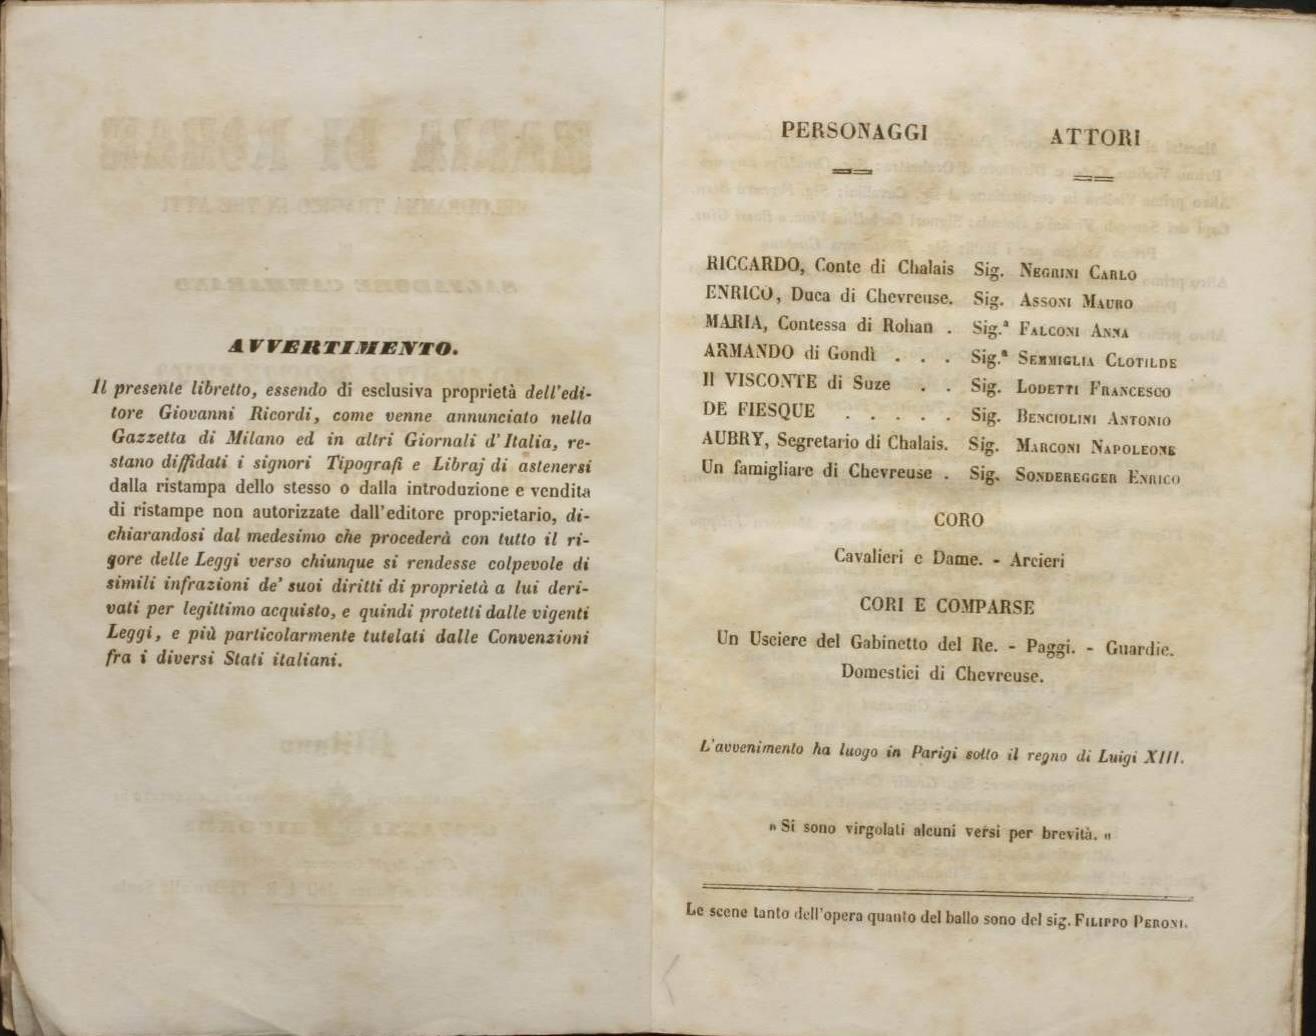 AVVERTIMENTO.
Il presente libretto, essendo di esclusiva proprietà dell'edi-
tore Giovanni Ricordi, come venne annunciato nella
Gazzetta di Milano ed in altri Giornali d'Italia, re-
stano diffidati i signori Tipografi e Libraj di astenersi
dalla ristampa dello stesso o dalla introduzione e vendita
di ristampe non autorizzate dall'editore proprietario, di-
chiarandosi dal medesimo che procederà con tutto il ri-
gore delle Leggi verso chiunque si rendesse colpevole di
simili infrazioni de' suoi diritti di proprietà a lui deri-
vati per legittimo acquisto, e quindi protetti dalle vigenti
Leggi, e più particolarmente tutelati dalle Convenzioni
fra i diversi Stati italiani.
PERSONAGGI ATTORI
RICCARDO, Conte di Chalais Sig. NEGRINI CARLO
ENRICO, Duca di Chevreuse. Sig. ASSONI MAURO
MARIA, Contessa di Rohan . Sig.ª FALCONI ANNA
ARMANDO di Gondì . . . Sig.ª SEMMIGLIA CLOTILDE
Il VISCONTE di Suze . . Sig. LODETTI FRANCESCO
DE FIESQUE . . . . . Sig. BENCIOLINI ANTONIO
AUBRY, Segretario di Chalais. Sig. MARCONI NAPOLEONE
Un famigliare di Chevreuse . Sig. SONDEREGGER ENRICO
CORO
Cavalieri e Dame. - Arcieri
CORI E COMPARSE
Un Usciere del Gabinetto del Re. - Paggi. - Guardie.
Domestici di Chevreuse.
L'avvenimento ha luogo in Parigi sotto il regno di Luigi XIII.
" Si sono virgolati alcuni versi per brevità. "
Le scene tanto dell'opera quanto del ballo sono del sig. FILIPPO PERONI.